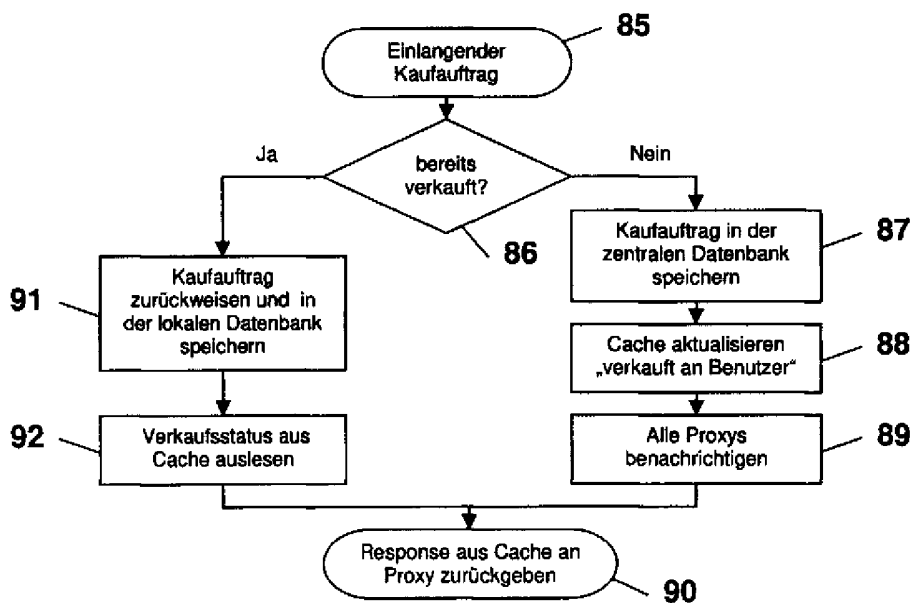 85
Einlangender
Kaufauftrag
Ja
bereits
verkauft?
Nein
86
Kaufauftrag in der
zentralen Datenbank
speichern
87
91
Kaufauftrag
zurückweisen und in
der lokalen Datenbank
speichern
Cache aktualisieren
„verkauft an Benutzer“
88
92
Verkaufsstatus aus
Cache auslesen
Alle Proxys
benachrichtigen
89
Response aus Cache an
Proxy zurückgeben
90